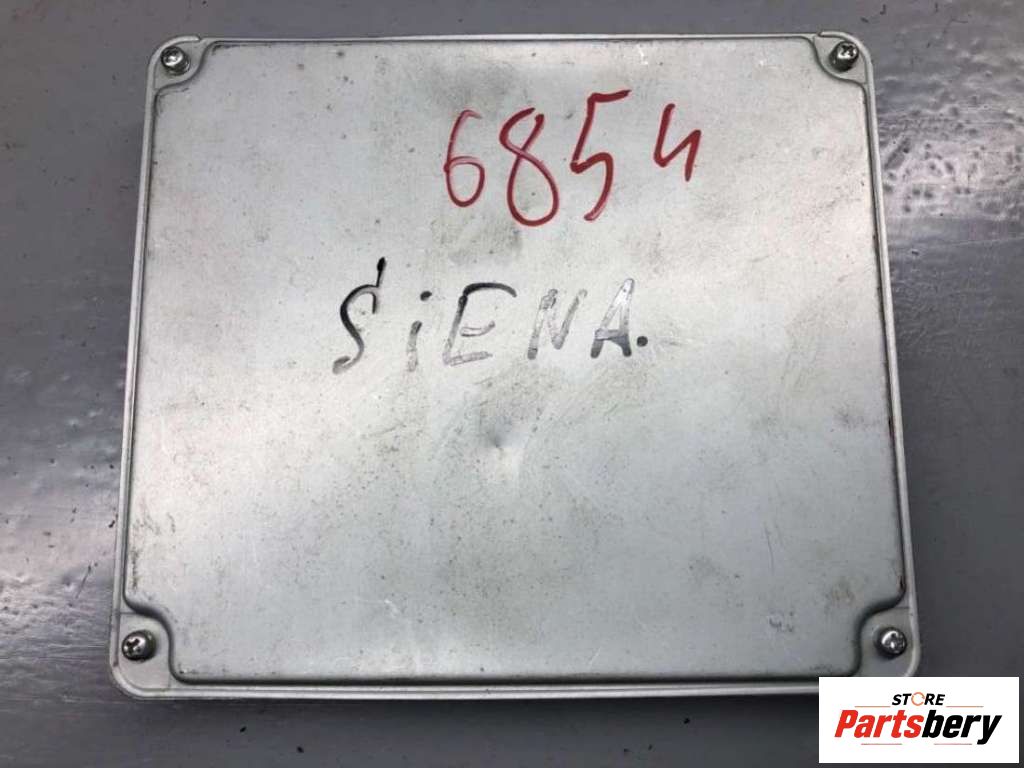 6854
SiENA.
STORE
Partsbery